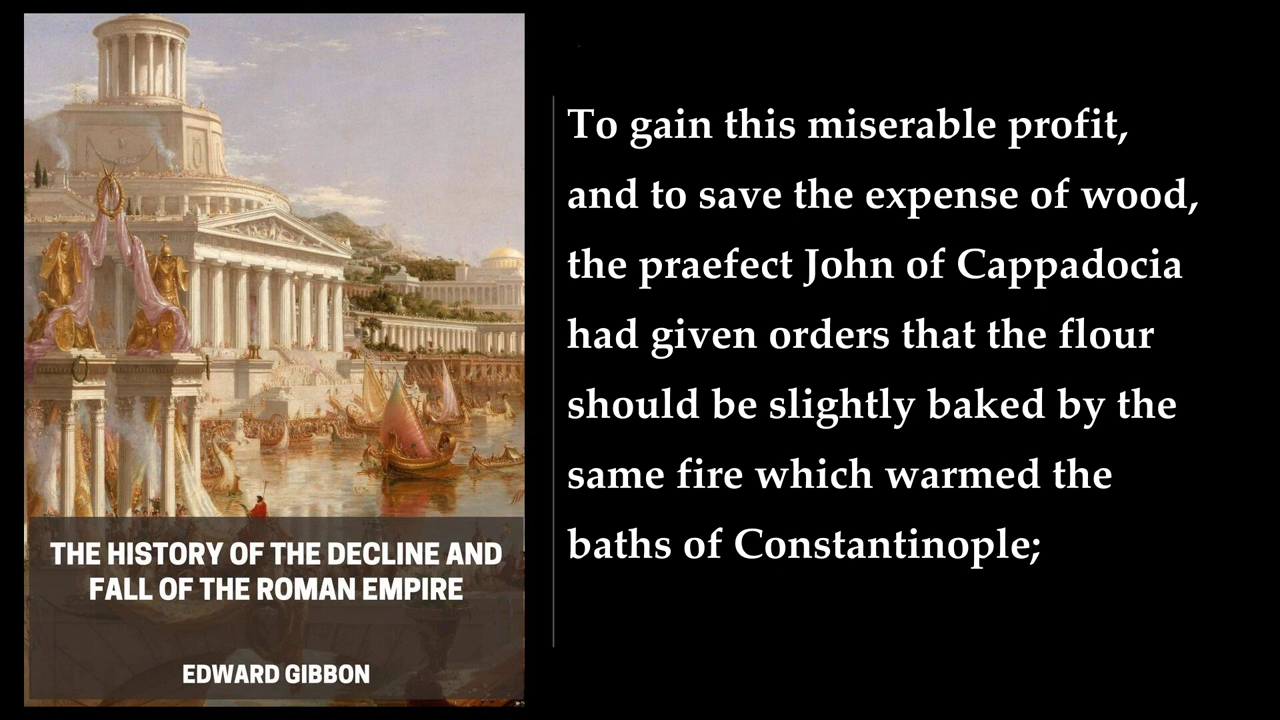 THE HISTORY OF THE DECLINE AND
FALL OF THE ROMAN EMPIRE
EDWARD GIBBON
To gain this miserable profit,
and to save the expense of wood,
the praefect John of Cappadocia
had given orders that the flour
should be slightly baked by the
same fire which warmed the
baths of Constantinople;